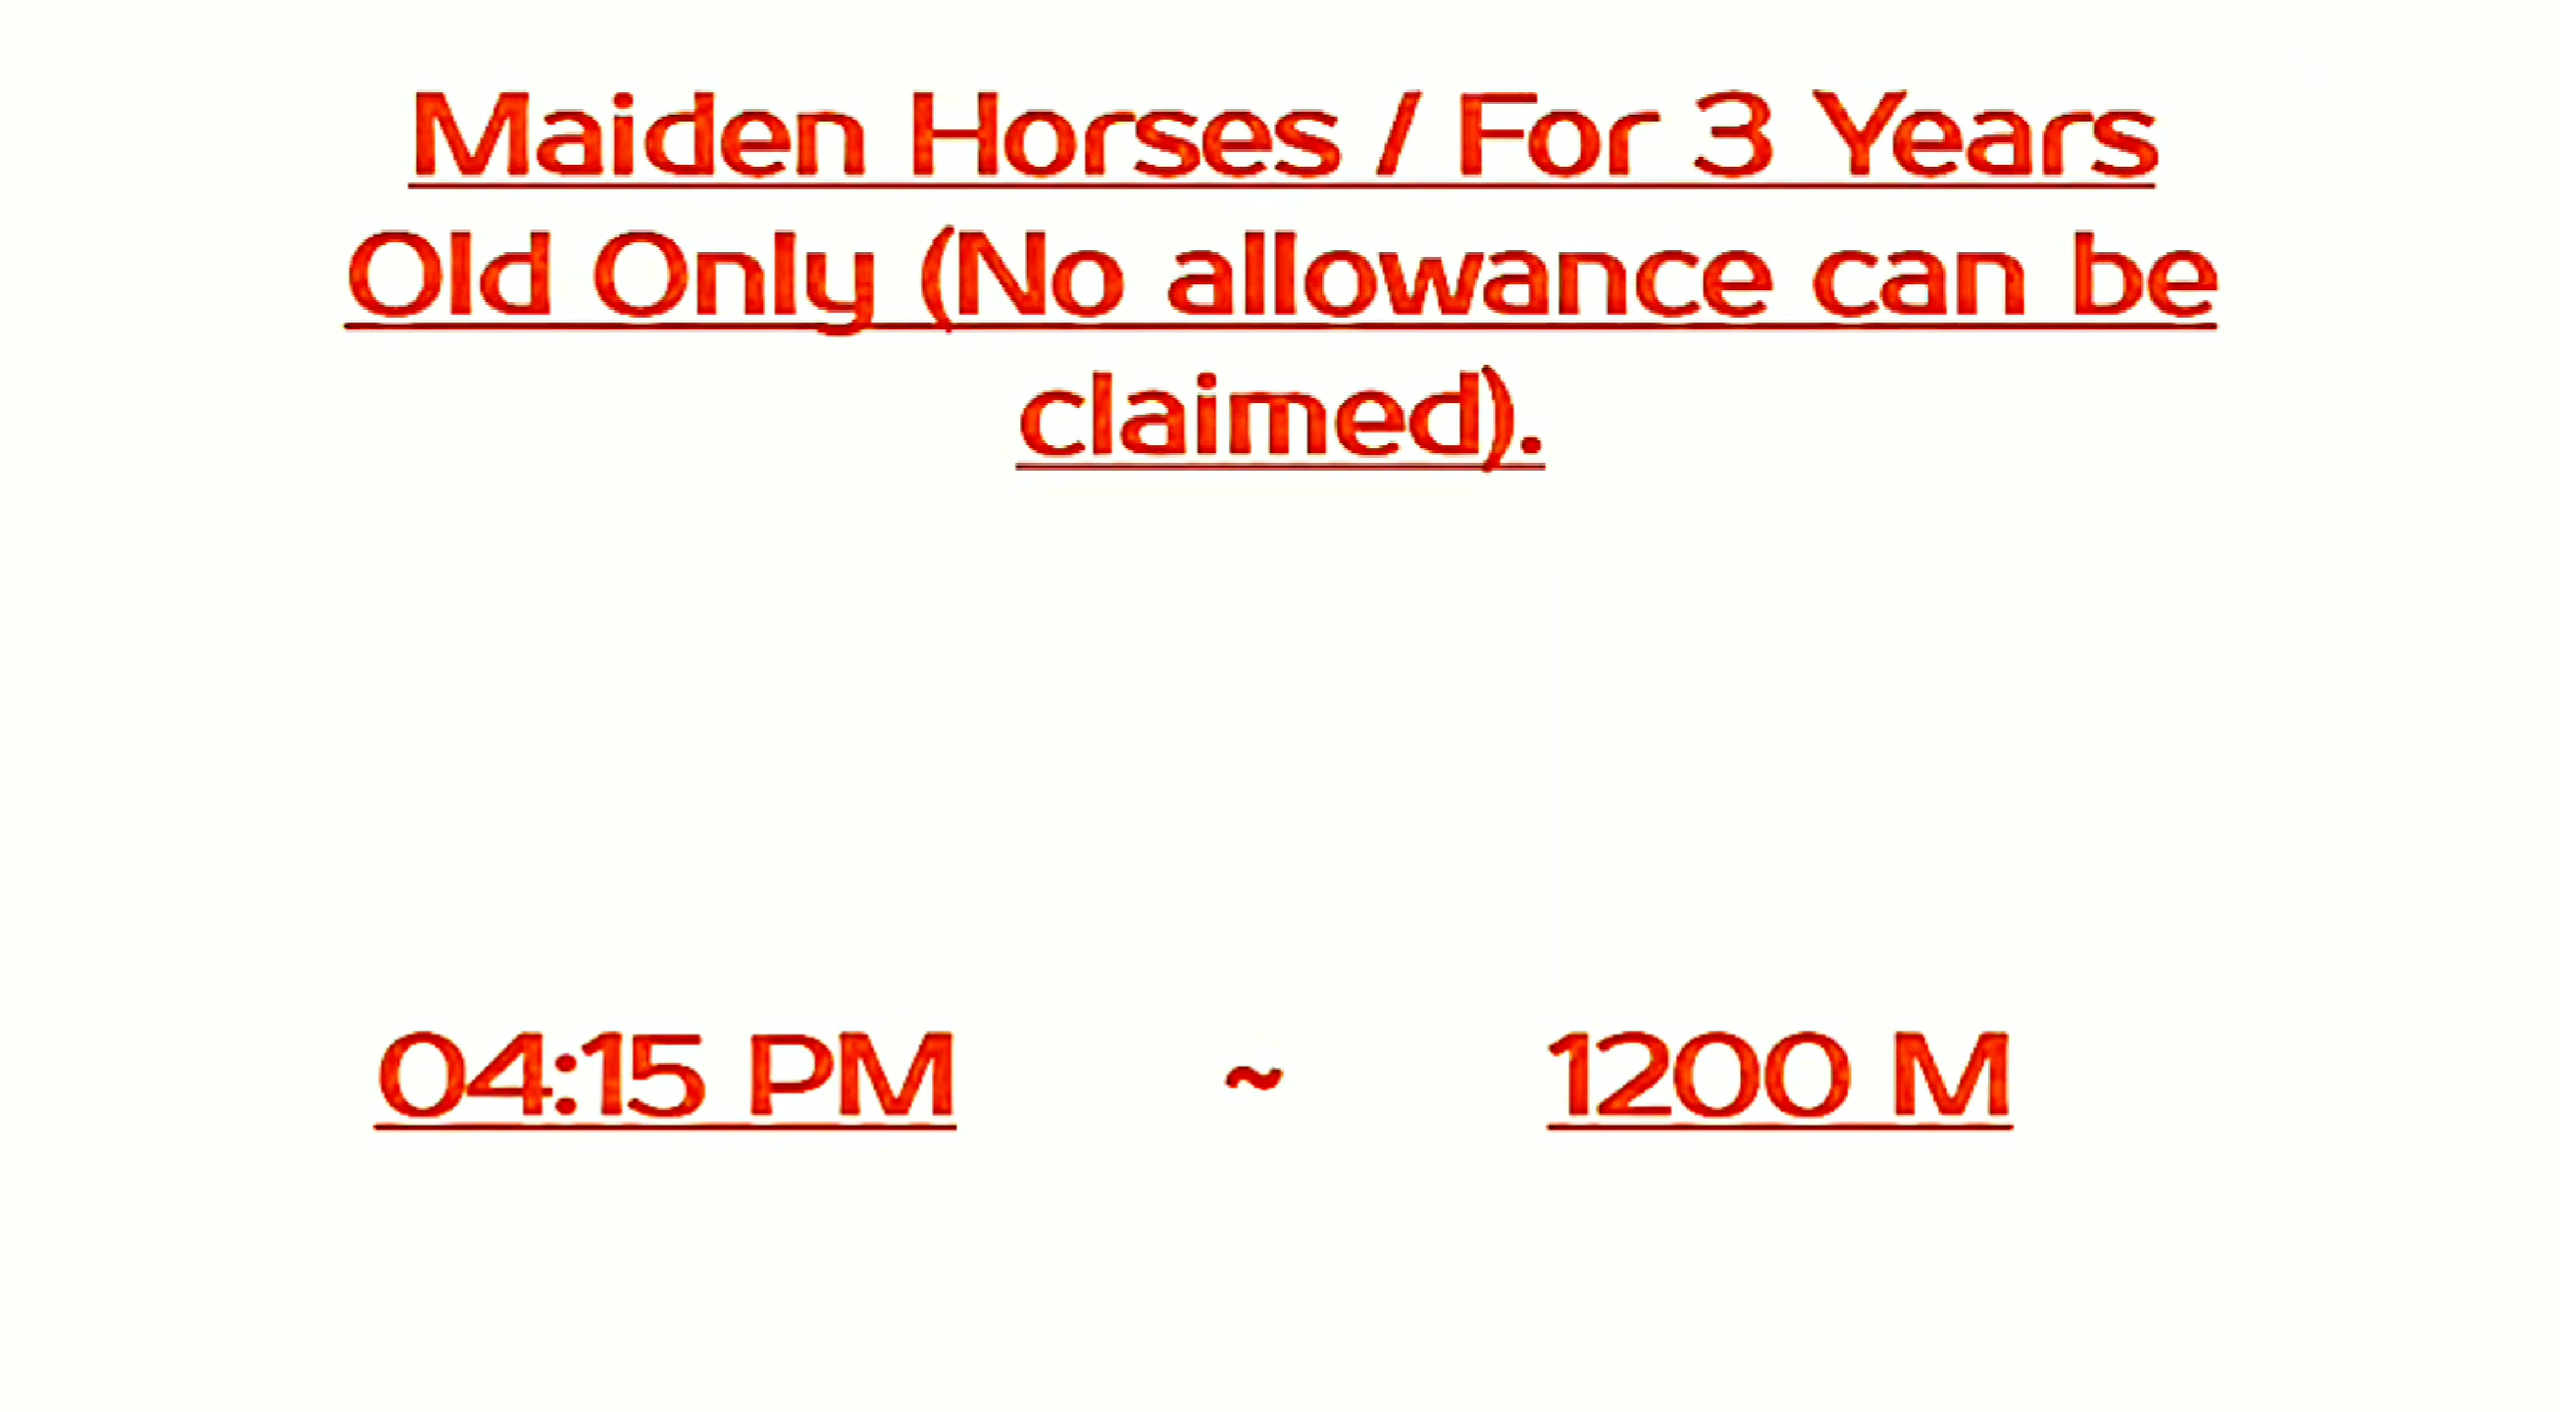 Maiden Horses / For 3 Years
Old Only (No allowance can be
claimed).
04:15 PM ~ 1200 M